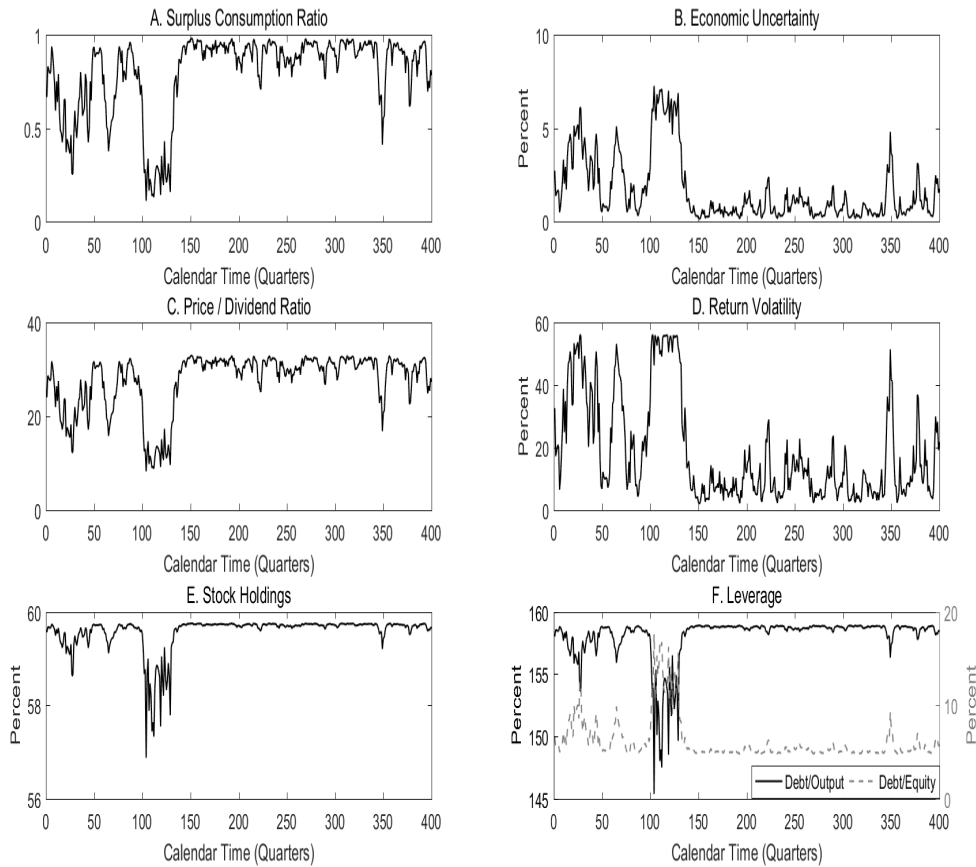 A. Surplus Consumption Ratio
1
0.5
0
0 50 100 150 200 250 300 350 400
Calendar Time (Quarters)
B. Economic Uncertainty
Percent
10
5
0
0 50 100 150 200 250 300 350 400
Calendar Time (Quarters)
C. Price / Dividend Ratio
40
20
0
0 50 100 150 200 250 300 350 400
Calendar Time (Quarters)
D. Return Volatility
Percent
60
40
20
0
0 50 100 150 200 250 300 350 400
Calendar Time (Quarters)
E. Stock Holdings
Percent
60
58
56
0 50 100 150 200 250 300 350 400
Calendar Time (Quarters)
F. Leverage
Percent
160
155
150
145
20
10
0
Percent
Debt/Output Debt/Equity
0 50 100 150 200 250 300 350 400
Calendar Time (Quarters)